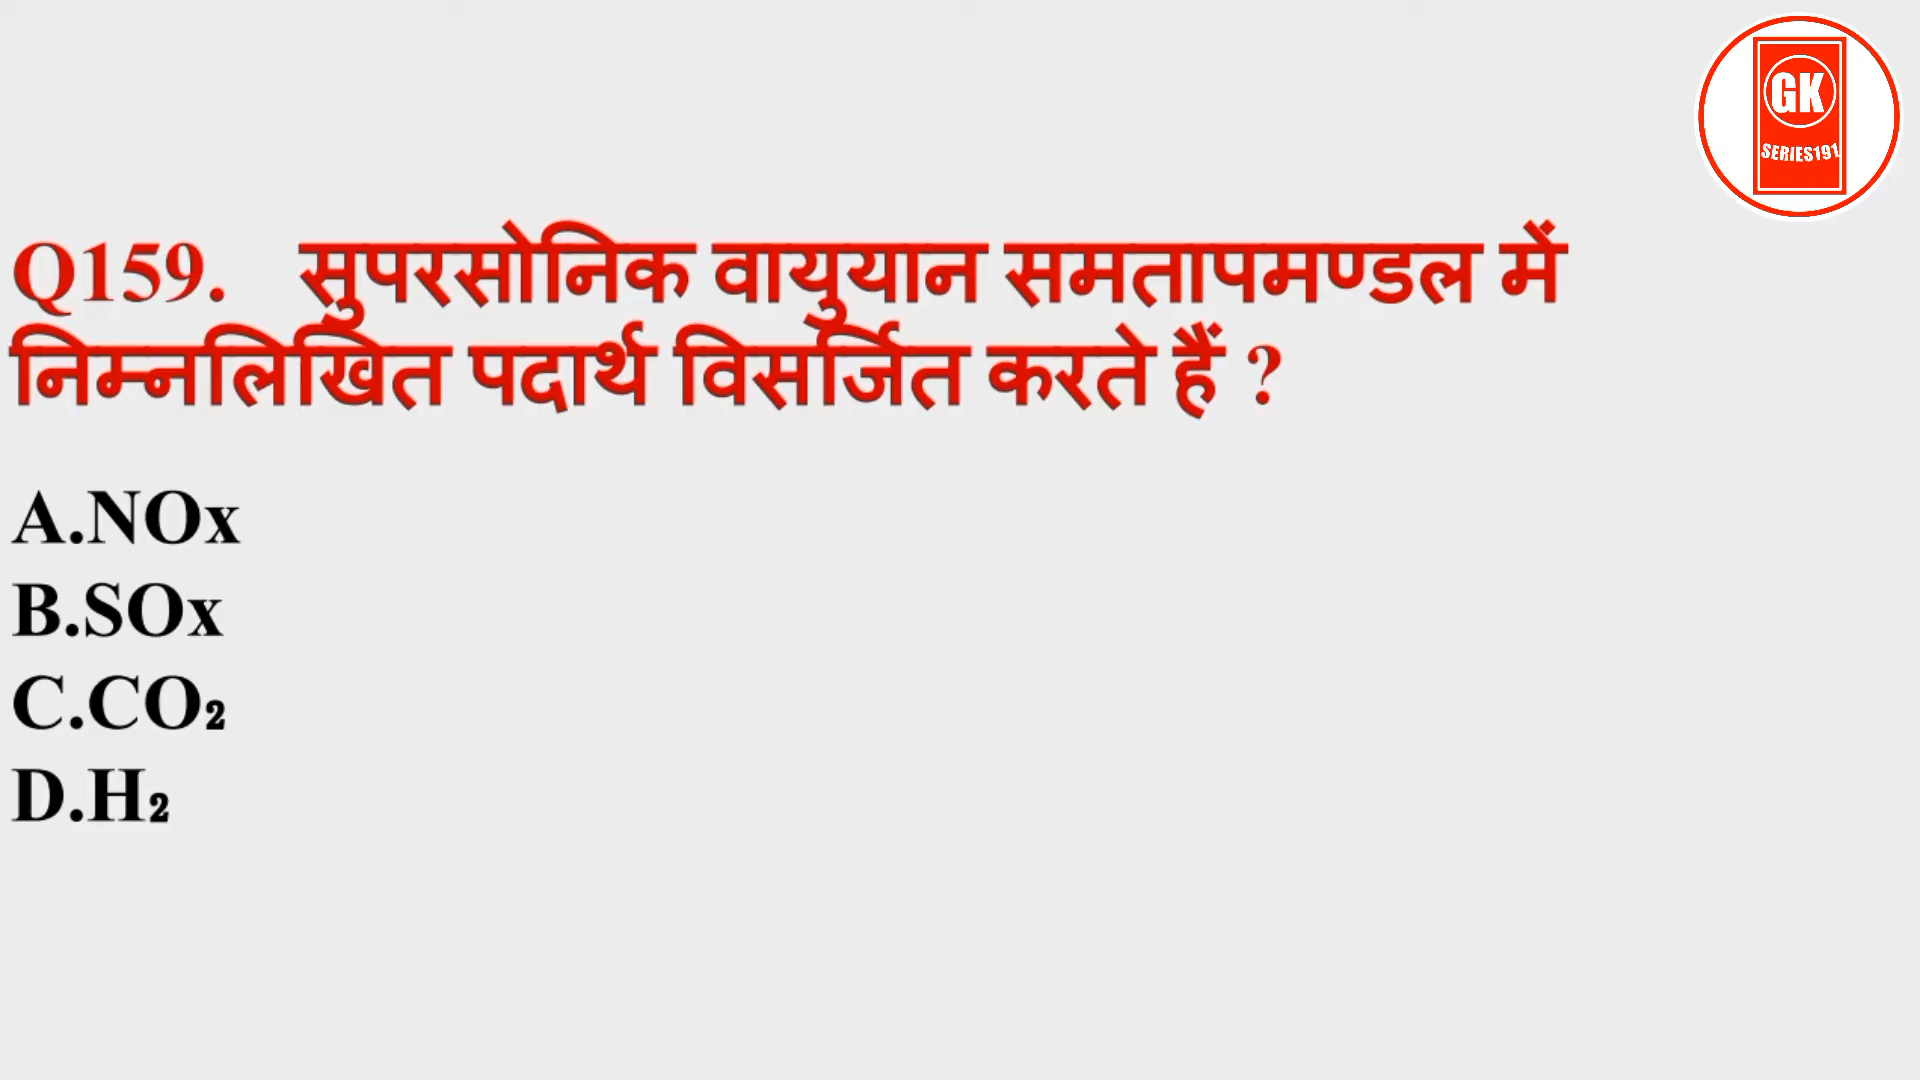 GK
SERIES191
Q159. सुपरसोनिक वायुयान समतापमण्डल में
निम्नलिखित पदार्थ विसर्जित करते हैं ?
A.NOx
B.SOx
C.CO₂
D.H₂